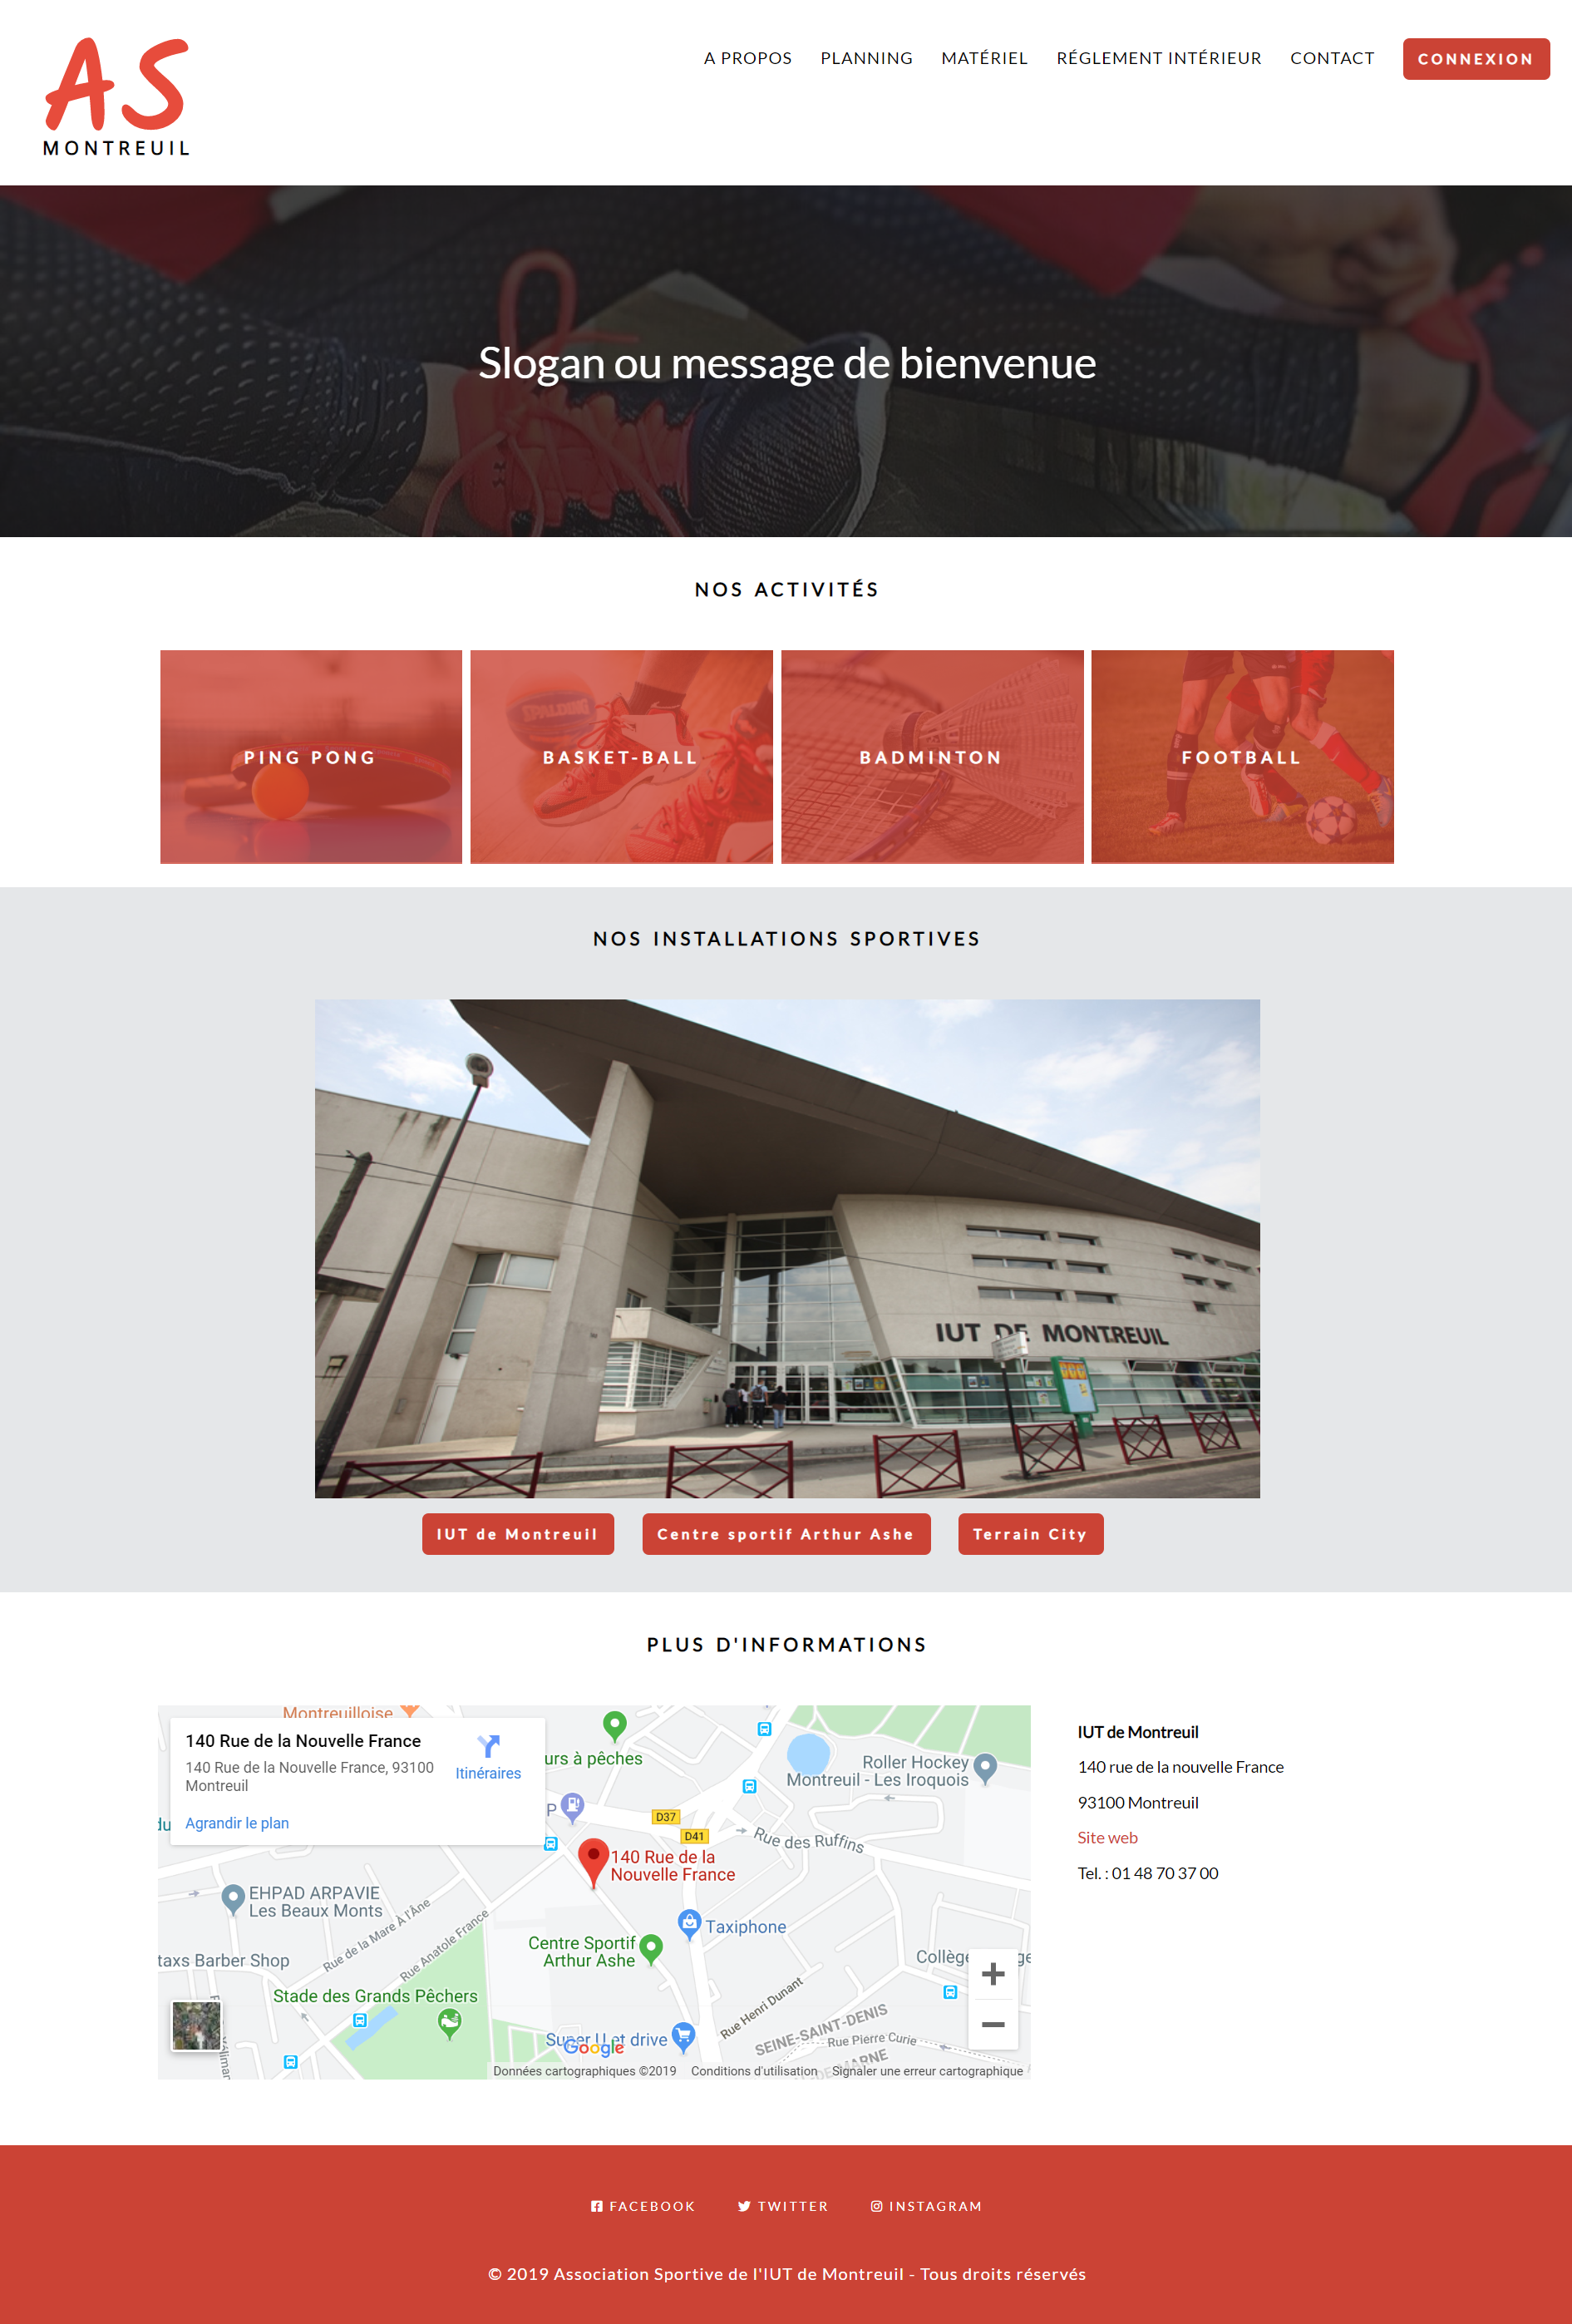 AS
MONTREUIL
A PROPOS
PLANNING
MATÉRIEL
RÉGLEMENT INTÉRIEUR
CONTACT
CONNEXION
Slogan ou message de bienvenue
NOS ACTIVITÉS
PING PONG
BASKET-BALL
SPALDING
BADMINTON
FOOTBALL
NOS INSTALLATIONS SPORTIVES
IUT DE MONTREUIL
IUT de Montreuil
Centre sportif Arthur Ashe
Terrain City
PLUS D'INFORMATIONS
Montreuilloise
140 Rue de la Nouvelle France
140 Rue de la Nouvelle France, 93100
Montreuil
Itinéraires
Agrandir le plan
urs à pêches
Roller Hockey
Montreuil - Les Iroquois
P
D37
D41
Rue des Ruffins
du
140 Rue de la
Nouvelle France
EHPAD ARPAVIE
Les Beaux Monts
Rue de la Mare À l'Âne
Rue Anatole France
Taxiphone
Centre Sportif
Arthur Ashe
taxs Barber Shop
Collège
ge
Stade des Grands Pêchers
Rue Henri Dunant
SEINE-SAINT-DENIS
Rue Pierre Curie
DE-MARNE
Super U et drive
Google
Données cartographiques ©2019
Conditions d'utilisation
Signaler une erreur cartographique
IUT de Montreuil
140 rue de la nouvelle France
93100 Montreuil
Site web
Tel. : 01 48 70 37 00
FACEBOOK
TWITTER
INSTAGRAM
© 2019 Association Sportive de l'IUT de Montreuil - Tous droits réservés